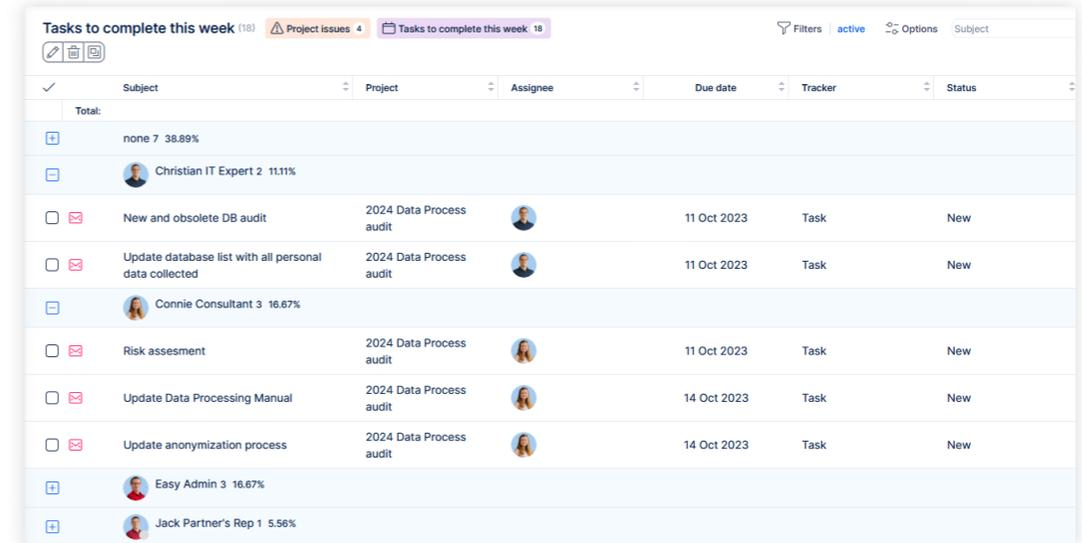 Tasks to complete this week (18) Project issues 4 Tasks to complete this week 18 Filters active Options Subject
Subject Project Assignee Due date Tracker Status
Total:
none 7 38.89%
Christian IT Expert 2 11.11%
New and obsolete DB audit 2024 Data Process audit 11 Oct 2023 Task New
Update database list with all personal data collected 2024 Data Process audit 11 Oct 2023 Task New
Connie Consultant 3 16.67%
Risk assesment 2024 Data Process audit 11 Oct 2023 Task New
Update Data Processing Manual 2024 Data Process audit 14 Oct 2023 Task New
Update anonymization process 2024 Data Process audit 14 Oct 2023 Task New
Easy Admin 3 16.67%
Jack Partner's Rep 1 5.56%